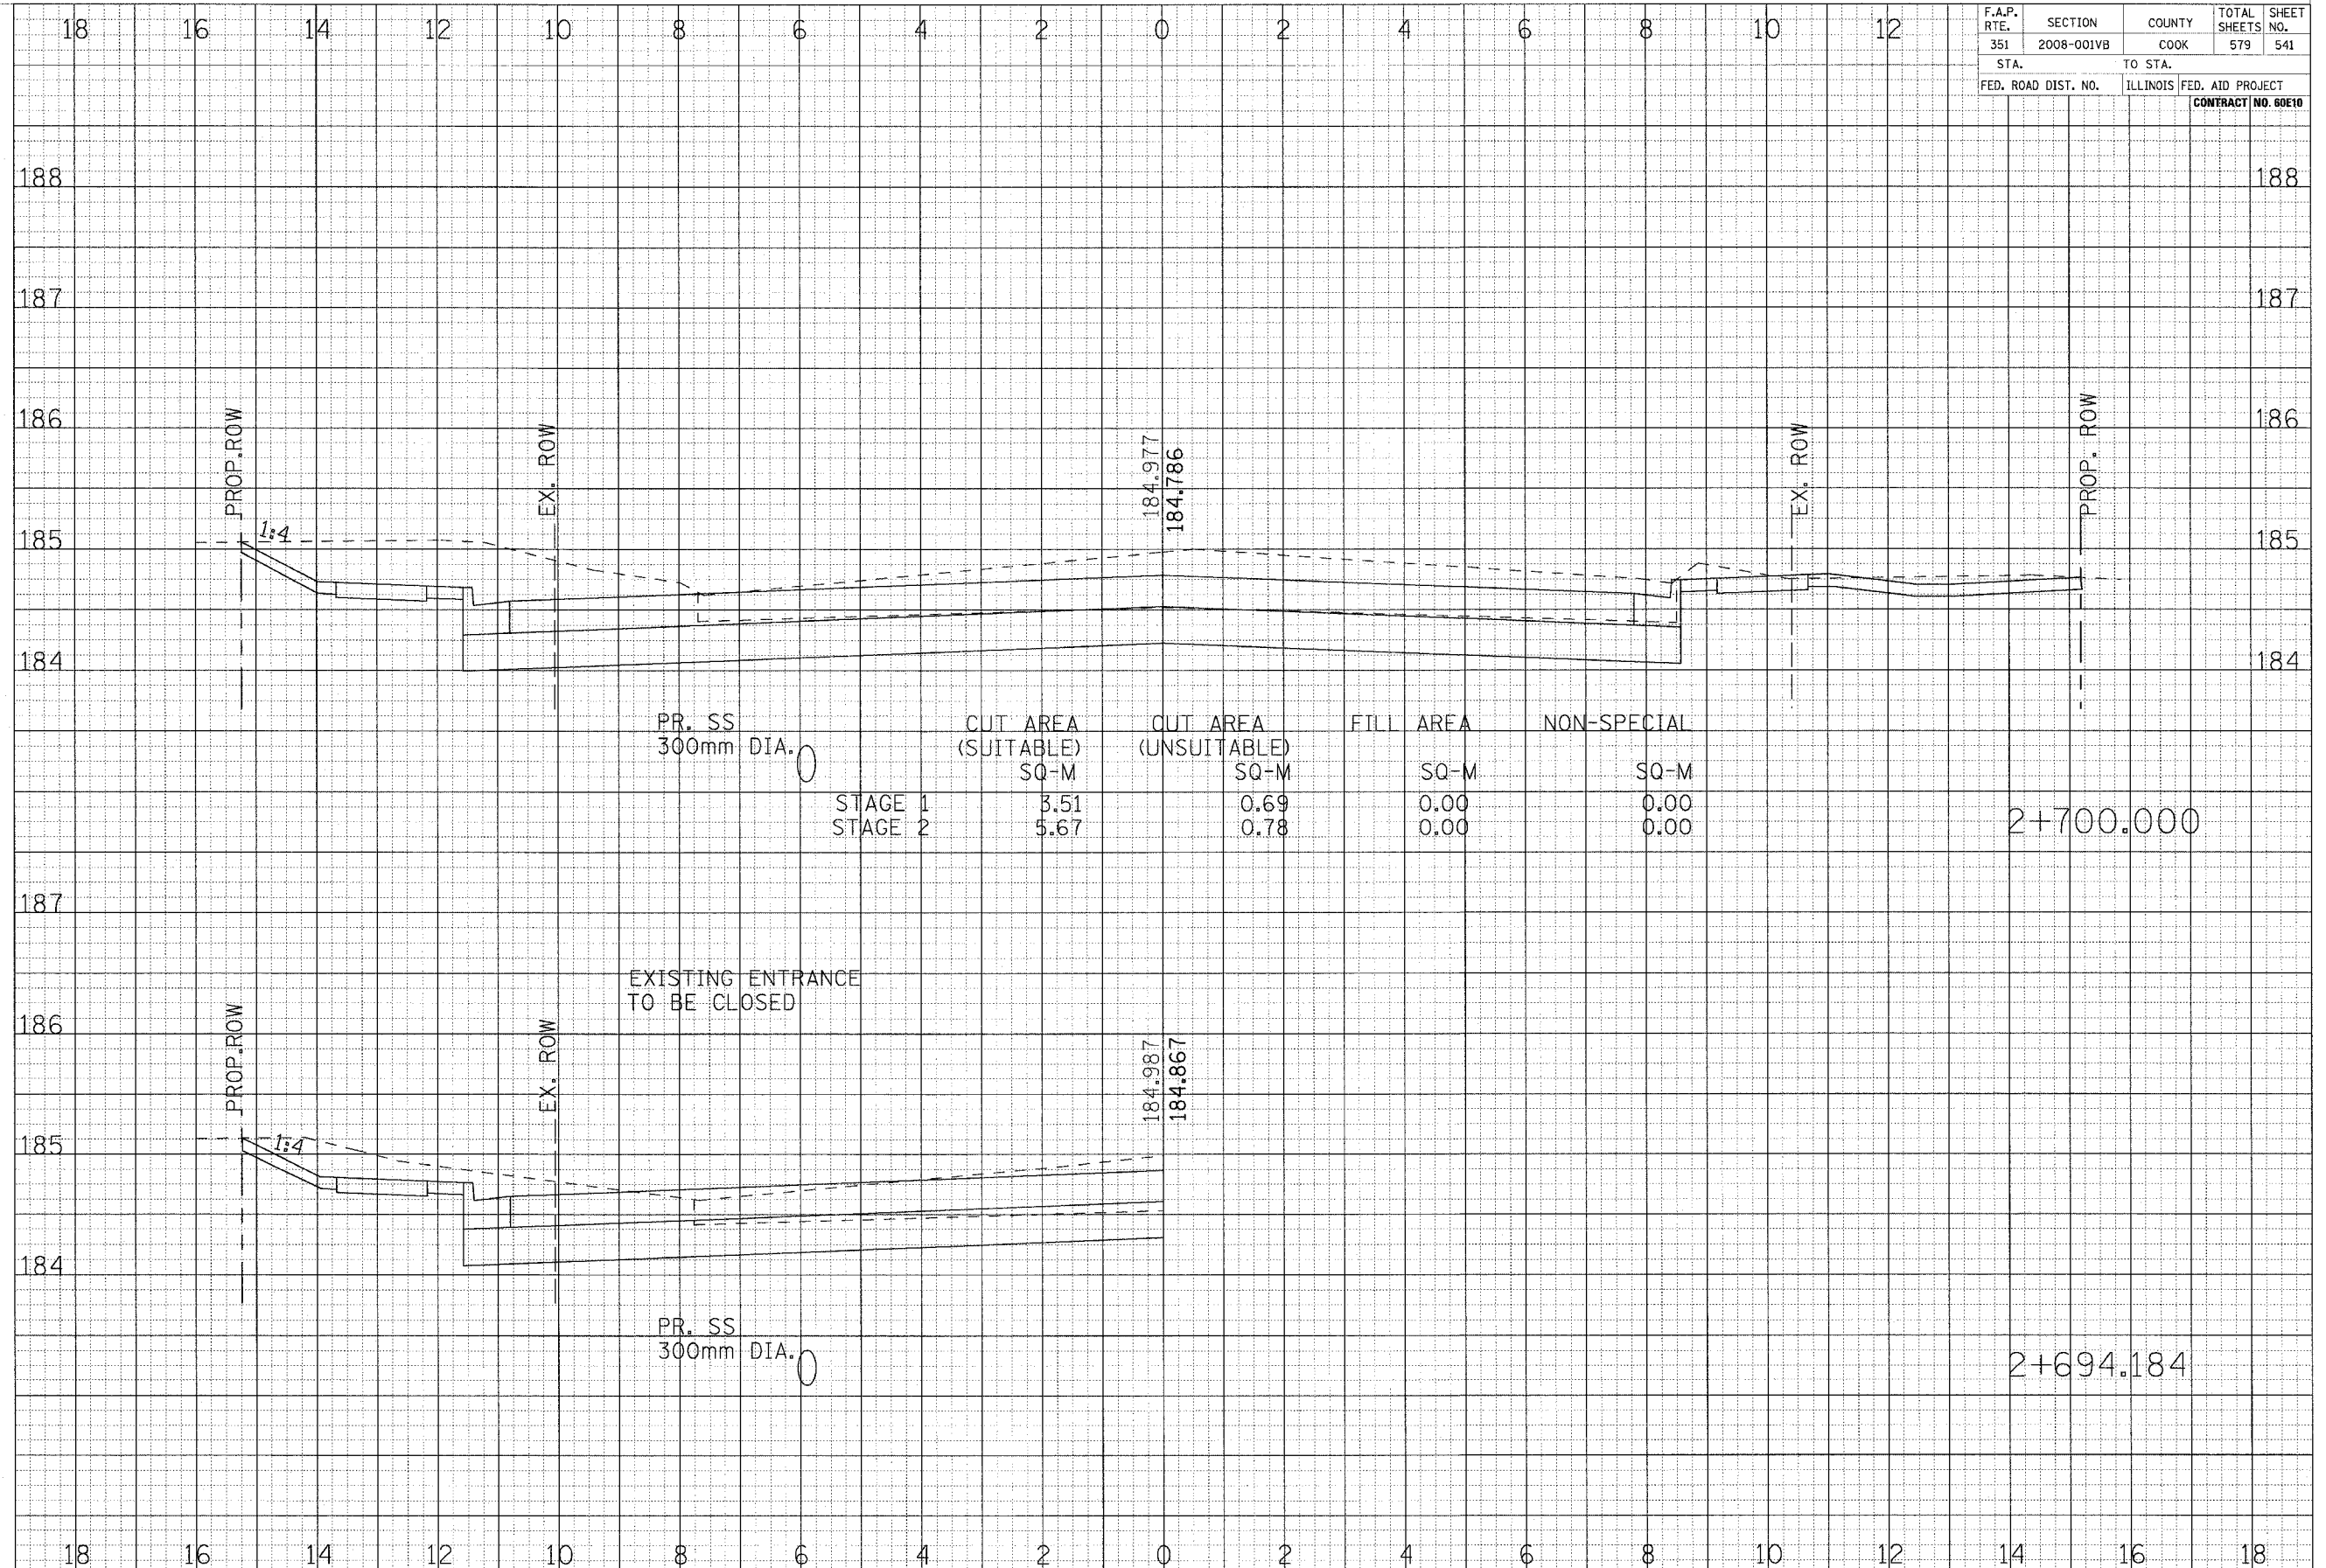 18 16 14 12 10 8 6 4 2 0 2 4 6 8 10 12
F.A.P. RTE. SECTION COUNTY TOTAL SHEETS SHEET NO.
351 2008-001VB COOK 579 541
STA. TO STA.
FED. ROAD DIST. NO. ILLINOIS FED. AID PROJECT
CONTRACT NO. 60E10
188 188
187 187
186 186
185 185
184 184
PROP.ROW
1:4
EX. ROW
184.977
184.786
EX. ROW
PROP. ROW
PR. SS
300mm DIA.
CUT AREA CUT AREA FILL AREA NON-SPECIAL
(SUITABLE) (UNSUITABLE)
SQ-M SQ-M SQ-M SQ-M
STAGE 1 3.51 0.69 0.00 0.00
STAGE 2 5.67 0.78 0.00 0.00
2+700.000
187
186
185
184
EXISTING ENTRANCE
TO BE CLOSED
PROP.ROW
1:4
EX. ROW
184.987
184.867
PR. SS
300mm DIA.
2+694.184
18 16 14 12 10 8 6 4 2 0 2 4 6 8 10 12 14 16 18